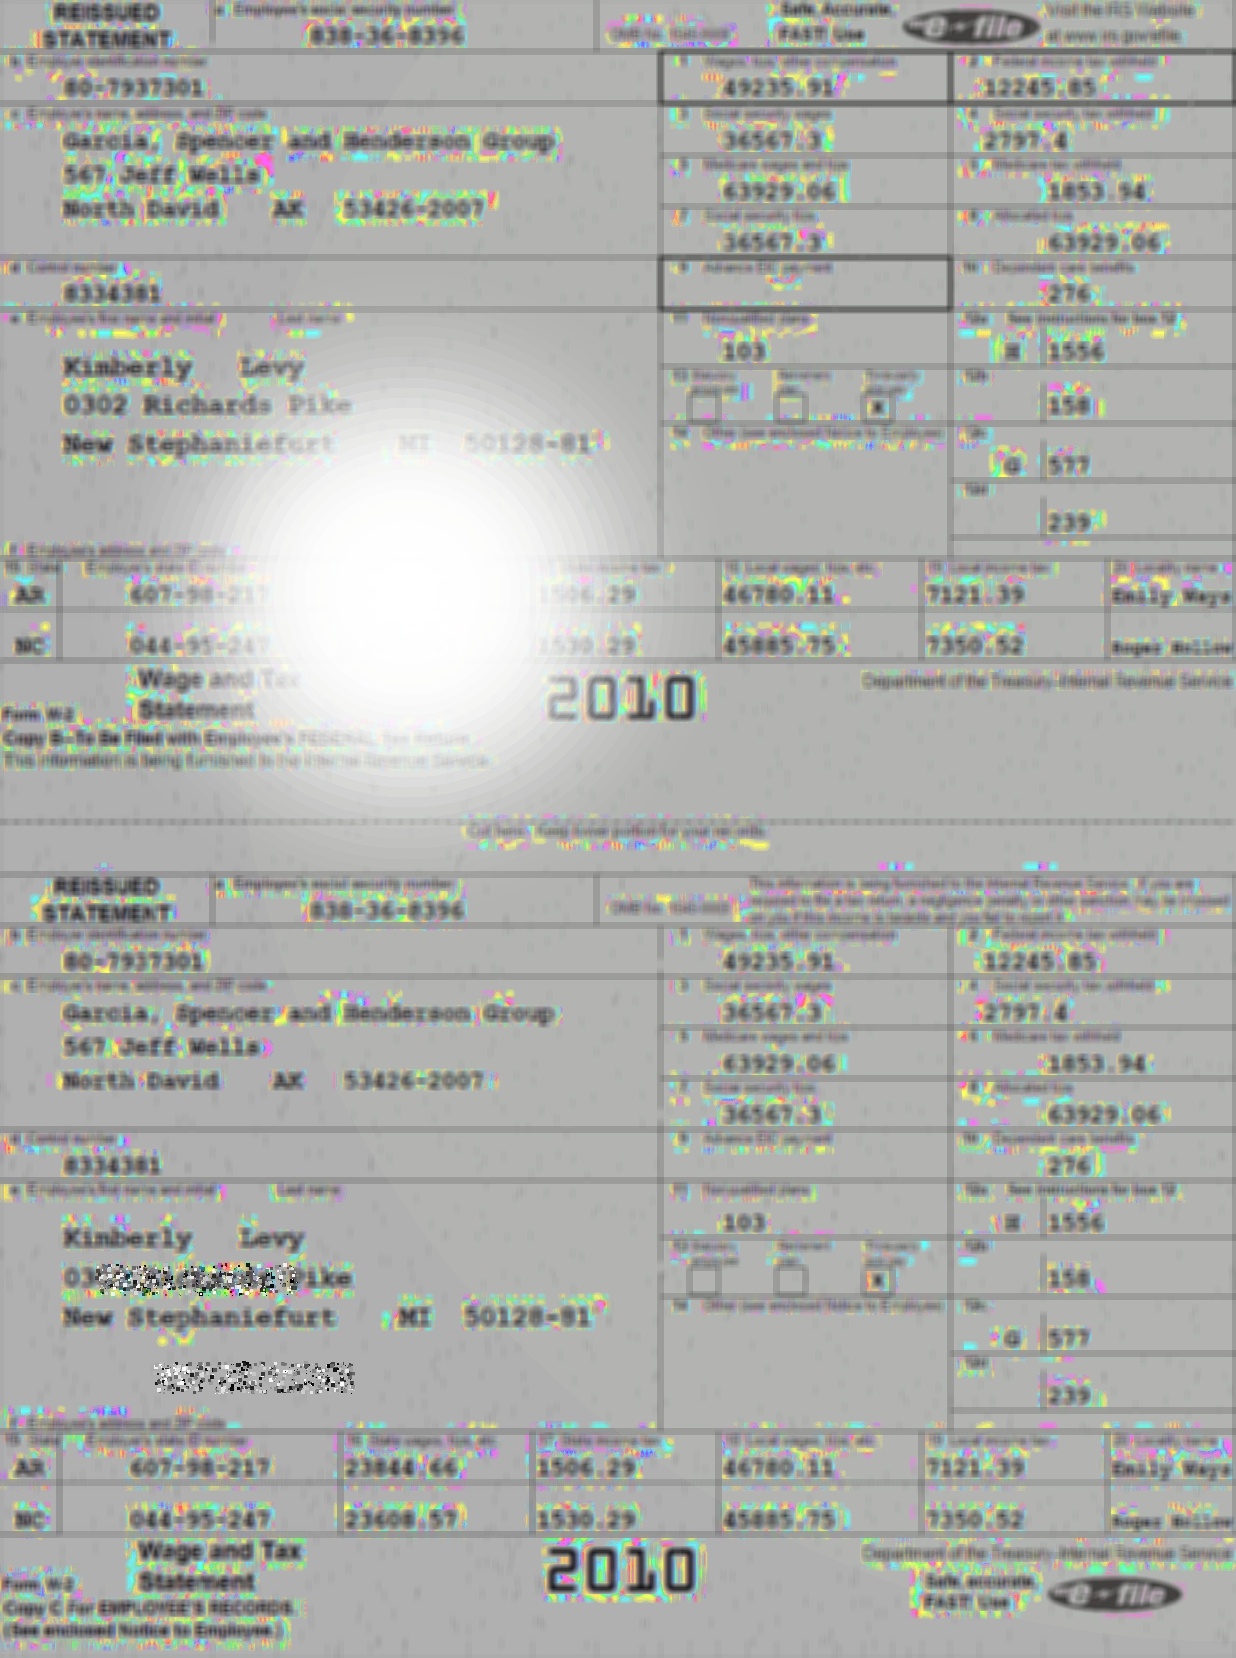 REISSUED STATEMENT
a Employee's social security number
838-36-8396
OMB No. 1545-0008
Safe, Accurate, FAST! Use
e-file
Visit the IRS Website at www.irs.gov/efile.
b Employer identification number
80-7937301
1 Wages, tips, other compensation
49235.91
2 Federal income tax withheld
12245.85
c Employer's name, address, and ZIP code
Garcia, Spencer and Henderson Group
567 Jeff Wells
North David AK 53426-2007
3 Social security wages
36567.3
4 Social security tax withheld
2797.4
5 Medicare wages and tips
63929.06
6 Medicare tax withheld
1853.94
7 Social security tips
36567.3
8 Allocated tips
63929.06
d Control number
8334381
9 Advance EIC payment
10 Dependent care benefits
276
e Employee's first name and initial Last name
Kimberly Levy
0302 Richards Pike
New Stephaniefurt MI 50128-81
11 Nonqualified plans
103
12a See instructions for box 12
H 1556
13 Statutory employee Retirement plan Third-party sick pay
X
12b
158
14 Other (see enclosed Notice to Employee)
12c
G 577
12d
239
f Employee's address and ZIP code
15 State Employer's state ID number
income tax
18 Local wages, tips, etc.
19 Local income tax
20 Locality name
AR 607-98-217 1506.29 46780.11 7121.39 Emily Ways
NC 044-95-247 1530.29 45885.75 7350.52 Roger Hollow
Form W-2
Wage and Tax Statement
2010
Department of the Treasury-Internal Revenue Service
Copy B—To Be Filed with Employee's FEDERAL Tax Return.
This information is being furnished to the Internal Revenue Service.
Cut here. Keep lower portion for your records.
REISSUED STATEMENT
a Employee's social security number
838-36-8396
OMB No. 1545-0008
This information is being furnished to the Internal Revenue Service. If you are required to file a tax return, a negligence penalty or other sanction may be imposed on you if this income is taxable and you fail to report it.
b Employer identification number
80-7937301
1 Wages, tips, other compensation
49235.91
2 Federal income tax withheld
12245.85
c Employer's name, address, and ZIP code
Garcia, Spencer and Henderson Group
567 Jeff Wells
North David AK 53426-2007
3 Social security wages
36567.3
4 Social security tax withheld
2797.4
5 Medicare wages and tips
63929.06
6 Medicare tax withheld
1853.94
7 Social security tips
36567.3
8 Allocated tips
63929.06
d Control number
8334381
9 Advance EIC payment
10 Dependent care benefits
276
e Employee's first name and initial Last name
Kimberly Levy
Pike
New Stephaniefurt MI 50128-81
11 Nonqualified plans
103
12a See instructions for box 12
H 1556
13 Statutory employee Retirement plan Third-party sick pay
X
12b
158
14 Other (see enclosed Notice to Employee)
12c
G 577
12d
239
f Employee's address and ZIP code
15 State Employer's state ID number 16 State wages, tips, etc. 17 State income tax 18 Local wages, tips, etc. 19 Local income tax 20 Locality name
AR 607-98-217 23844.66 1506.29 46780.11 7121.39 Emily Ways
NC 044-95-247 23608.57 1530.29 45885.75 7350.52 Roger Hollow
Form W-2
Wage and Tax Statement
2010
Department of the Treasury-Internal Revenue Service
Copy C For EMPLOYEE'S RECORDS.
(See enclosed Notice to Employee.)
Safe, accurate, FAST! Use
e-file